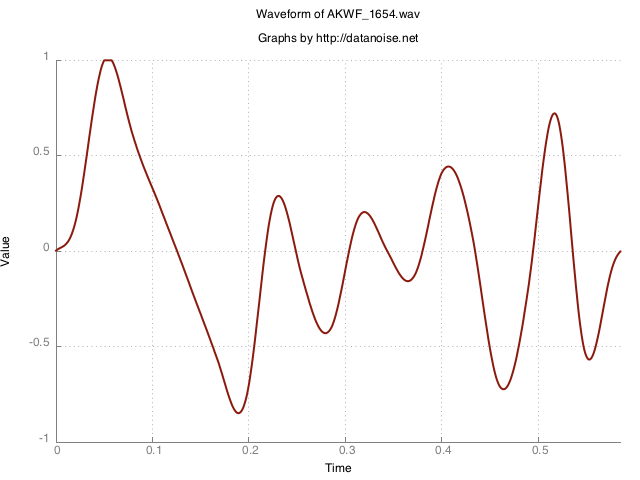 Waveform of AKWF_1654.wav
Graphs by http://datanoise.net
1
0.5
0
-0.5
-1
Value
0 0.1 0.2 0.3 0.4 0.5
Time